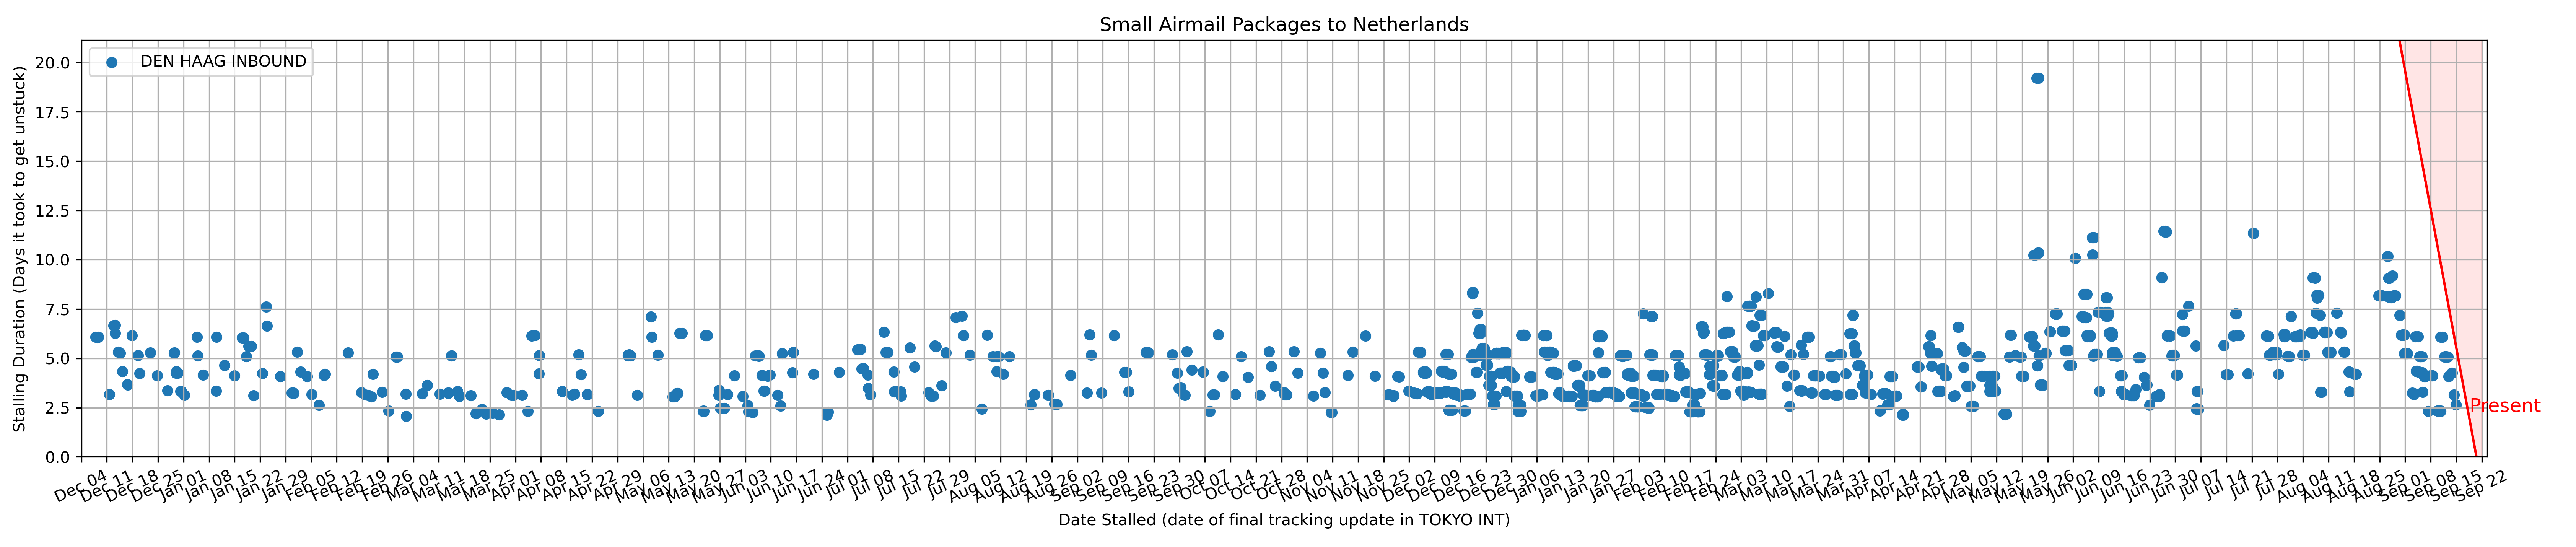 Small Airmail Packages to Netherlands
DEN HAAG INBOUND
Stalling Duration (Days it took to get unstuck)
20.0
17.5
15.0
12.5
10.0
7.5
5.0
2.5
0.0
Present
Dec 04
Dec 11
Dec 18
Dec 25
Jan 01
Jan 08
Jan 15
Jan 22
Jan 29
Feb 05
Feb 12
Feb 19
Feb 26
Mar 04
Mar 11
Mar 18
Mar 25
Apr 01
Apr 08
Apr 15
Apr 22
Apr 29
May 06
May 13
May 20
May 27
Jun 03
Jun 10
Jun 17
Jun 24
Jul 01
Jul 08
Jul 15
Jul 22
Jul 29
Aug 05
Aug 12
Aug 19
Aug 26
Sep 02
Sep 09
Sep 16
Sep 23
Sep 30
Oct 07
Oct 14
Oct 21
Oct 28
Nov 04
Nov 11
Nov 18
Nov 25
Dec 02
Dec 09
Dec 16
Dec 23
Dec 30
Jan 06
Jan 13
Jan 20
Jan 27
Feb 03
Feb 10
Feb 17
Feb 24
Mar 03
Mar 10
Mar 17
Mar 24
Mar 31
Apr 07
Apr 14
Apr 21
Apr 28
May 05
May 12
May 19
May 26
Jun 02
Jun 09
Jun 16
Jun 23
Jun 30
Jul 07
Jul 14
Jul 21
Jul 28
Aug 04
Aug 11
Aug 18
Aug 25
Sep 01
Sep 08
Sep 15
Sep 22
Date Stalled (date of final tracking update in TOKYO INT)